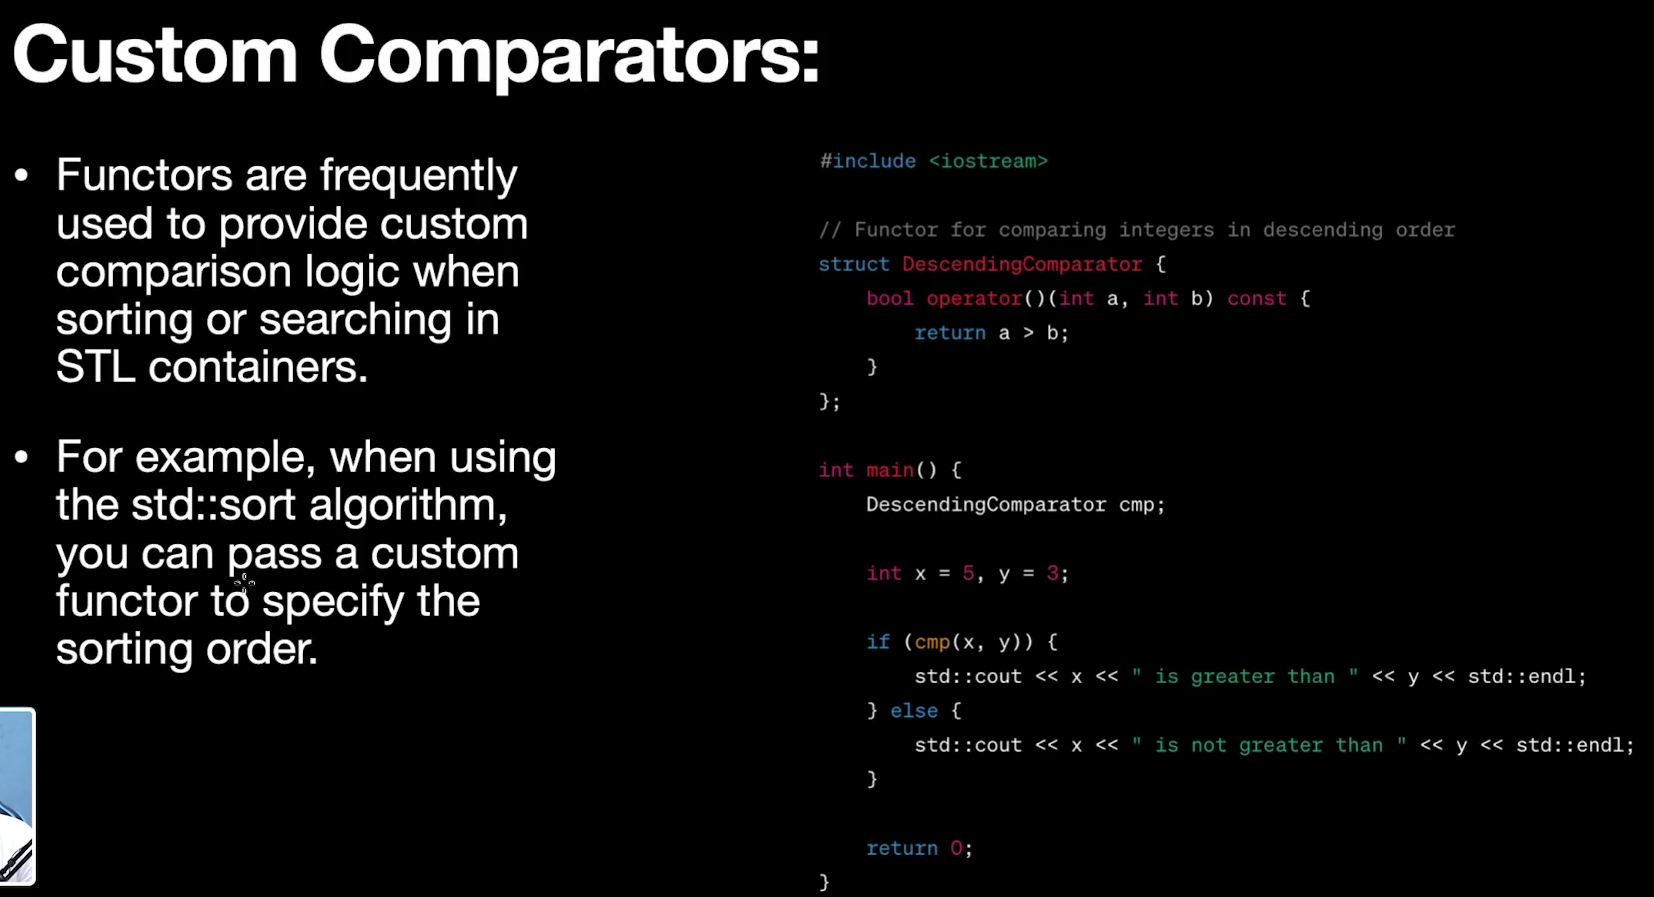 Custom Comparators:
• Functors are frequently
used to provide custom
comparison logic when
sorting or searching in
STL containers.
• For example, when using
the std::sort algorithm,
you can pass a custom
functor to specify the
sorting order.
#include <iostream>
// Functor for comparing integers in descending order
struct DescendingComparator {
    bool operator()(int a, int b) const {
        return a > b;
    }
};
int main() {
    DescendingComparator cmp;
    int x = 5, y = 3;
    if (cmp(x, y)) {
        std::cout << x << " is greater than " << y << std::endl;
    } else {
        std::cout << x << " is not greater than " << y << std::endl;
    }
    return 0;
}